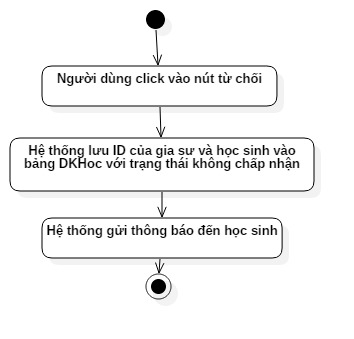 Người dùng click vào nút từ chối
Hệ thống lưu ID của gia sư và học sinh vào
bảng DKHoc với trạng thái không chấp nhận
Hệ thống gửi thông báo đến học sinh